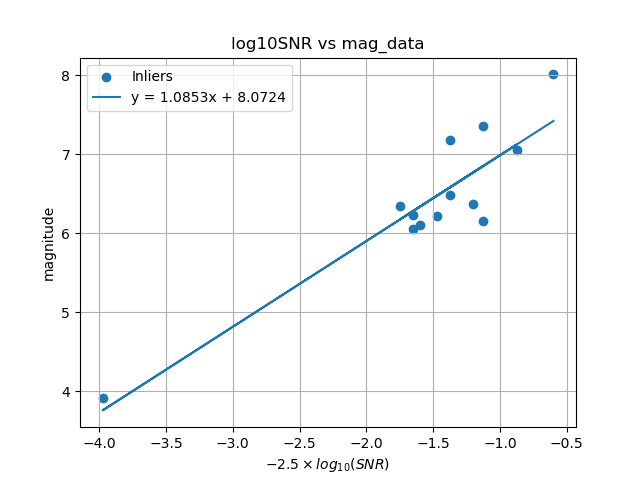 log10SNR vs mag_data
Inliers
y = 1.0853x + 8.0724
8
7
6
5
4
magnitude
−4.0 −3.5 −3.0 −2.5 −2.0 −1.5 −1.0 −0.5
−2.5 × log₁₀(SNR)